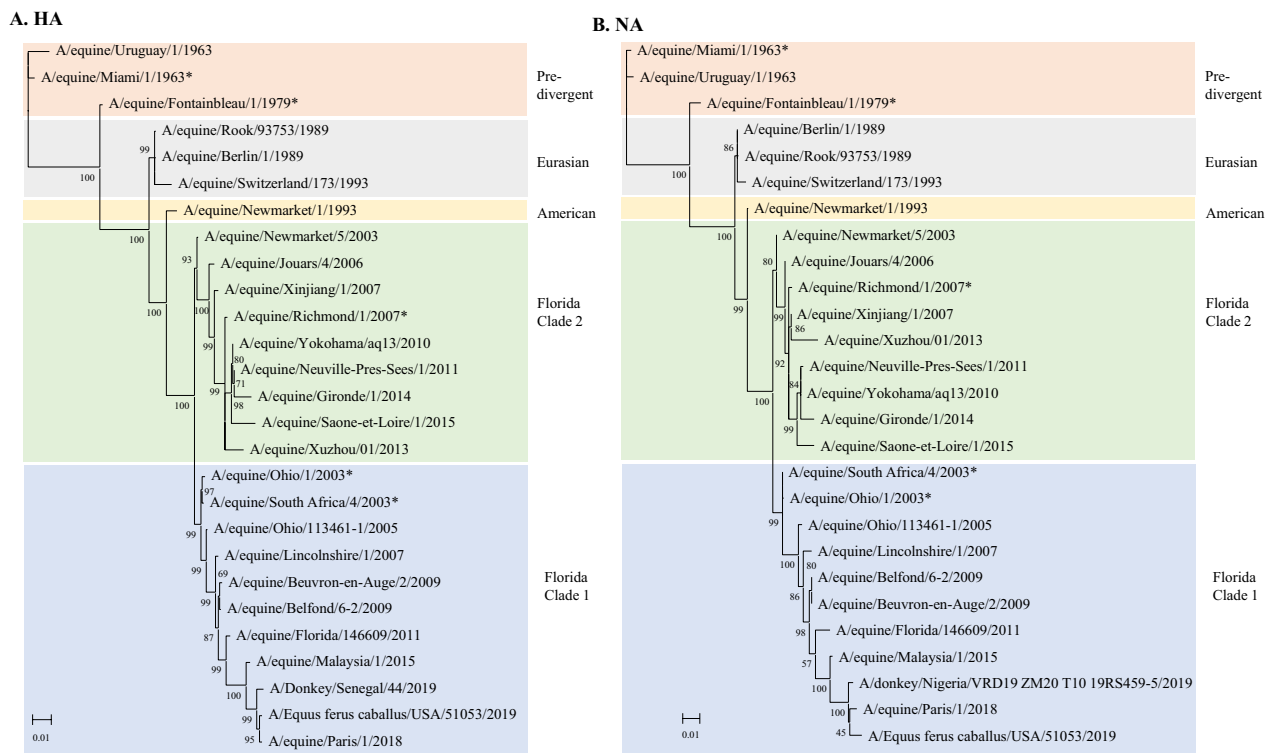 A. HA
A/equine/Uruguay/1/1963
A/equine/Miami/1/1963*
A/equine/Fontainbleau/1/1979*
Pre-
divergent
100
A/equine/Rook/93753/1989
99
A/equine/Berlin/1/1989
A/equine/Switzerland/173/1993
Eurasian
100
A/equine/Newmarket/1/1993
American
100
A/equine/Newmarket/5/2003
93
A/equine/Jouars/4/2006
A/equine/Xinjiang/1/2007
100
A/equine/Richmond/1/2007*
99
A/equine/Yokohama/aq13/2010
80
A/equine/Neuville-Pres-Sees/1/2011
71
99
A/equine/Gironde/1/2014
98
100
A/equine/Saone-et-Loire/1/2015
A/equine/Xuzhou/01/2013
Florida
Clade 2
A/equine/Ohio/1/2003*
97
A/equine/South Africa/4/2003*
99
A/equine/Ohio/113461-1/2005
A/equine/Lincolnshire/1/2007
99
69
A/equine/Beuvron-en-Auge/2/2009
99
A/equine/Belfond/6-2/2009
87
A/equine/Florida/146609/2011
99
A/equine/Malaysia/1/2015
100
A/Donkey/Senegal/44/2019
99
A/Equus ferus caballus/USA/51053/2019
95
A/equine/Paris/1/2018
Florida
Clade 1
0.01
B. NA
A/equine/Miami/1/1963*
A/equine/Uruguay/1/1963
A/equine/Fontainbleau/1/1979*
Pre-
divergent
100
A/equine/Berlin/1/1989
86
A/equine/Rook/93753/1989
A/equine/Switzerland/173/1993
Eurasian
100
A/equine/Newmarket/1/1993
American
99
A/equine/Newmarket/5/2003
80
A/equine/Jouars/4/2006
A/equine/Richmond/1/2007*
99
A/equine/Xinjiang/1/2007
86
A/equine/Xuzhou/01/2013
92
A/equine/Neuville-Pres-Sees/1/2011
84
A/equine/Yokohama/aq13/2010
100
A/equine/Gironde/1/2014
99
A/equine/Saone-et-Loire/1/2015
Florida
Clade 2
A/equine/South Africa/4/2003*
A/equine/Ohio/1/2003*
99
A/equine/Ohio/113461-1/2005
A/equine/Lincolnshire/1/2007
100
80
A/equine/Belfond/6-2/2009
86
A/equine/Beuvron-en-Auge/2/2009
98
A/equine/Florida/146609/2011
57
A/equine/Malaysia/1/2015
100
A/donkey/Nigeria/VRD19 ZM20 T10 19RS459-5/2019
100
A/equine/Paris/1/2018
45
A/Equus ferus caballus/USA/51053/2019
Florida
Clade 1
0.01